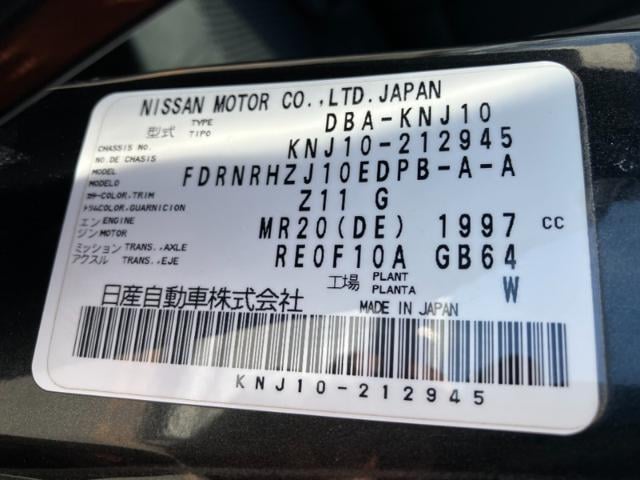 NISSAN MOTOR CO.,LTD.JAPAN
型式 TYPE TIPO DBA-KNJ10
CHASSIS NO. NO.DE CHASSIS KNJ10-212945
MODEL MODELO FDRNRHZJ10EDPB-A-A
カラー COLOR,TRIM トリム COLOR,GUARNICION Z11 G
エンジン ENGINE MOTOR MR20(DE) 1997 cc
ミッション TRANS.,AXLE アクスル TRANS.,EJE RE0F10A GB64
工場 PLANT PLANTA W
日産自動車株式会社 MADE IN JAPAN
KNJ10-212945